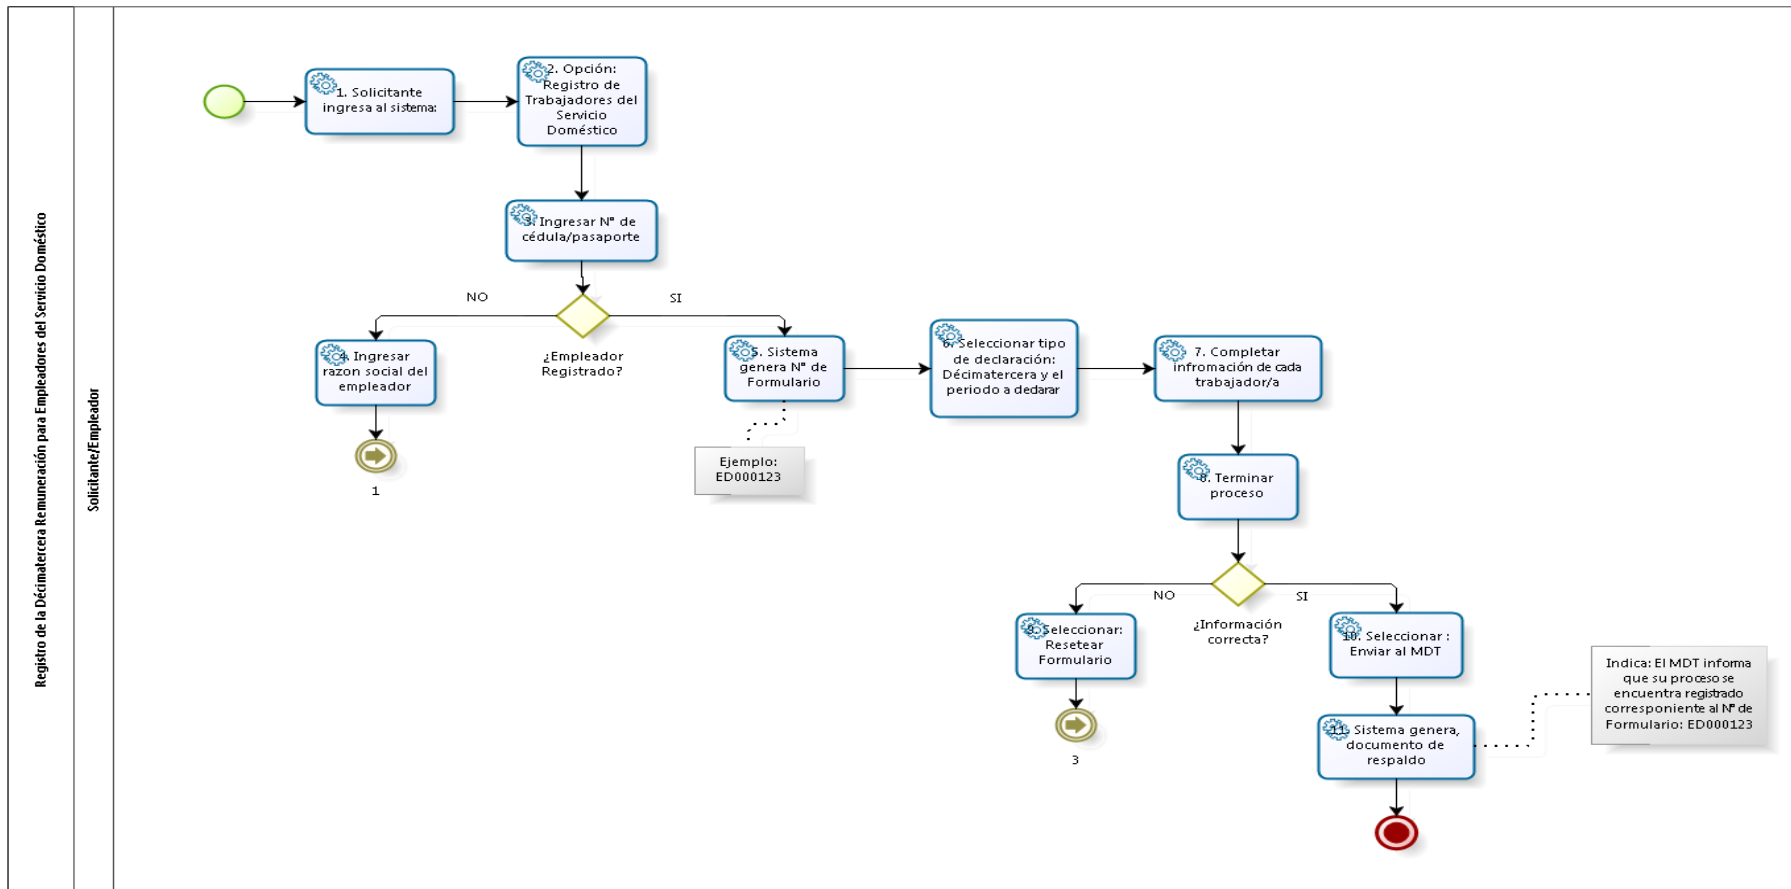 Registro de la Décimatercera Remuneración para Empleadores del Servicio Doméstico
Solicitante/Empleador
1. Solicitante
ingresa al sistema:
2. Opción:
Registro de
Trabajadores del
Servicio
Doméstico
3. Ingresar N° de
cédula/pasaporte
NO
SI
¿Empleador
Registrado?
4. Ingresar
razon social del
empleador
1
5. Sistema
genera N° de
Formulario
Ejemplo:
ED000123
6. Seleccionar tipo
de declaración:
Décimatercera y el
periodo a declarar
7. Completar
infromación de cada
trabajador/a
8. Terminar
proceso
NO
SI
¿Información
correcta?
9. Seleccionar:
Resetear
Formulario
3
10. Seleccionar :
Enviar al MDT
11. Sistema genera,
documento de
respaldo
Indica: El MDT informa
que su proceso se
encuentra registrado
corresponiente al N° de
Formulario: ED000123